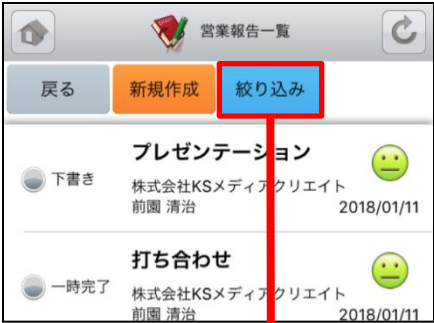 営業報告一覧
戻る 新規作成 絞り込み
プレゼンテーション
下書き
株式会社KSメディアクリエイト
前園 清治 2018/01/11
打ち合わせ
一時完了
株式会社KSメディアクリエイト
前園 清治 2018/01/11